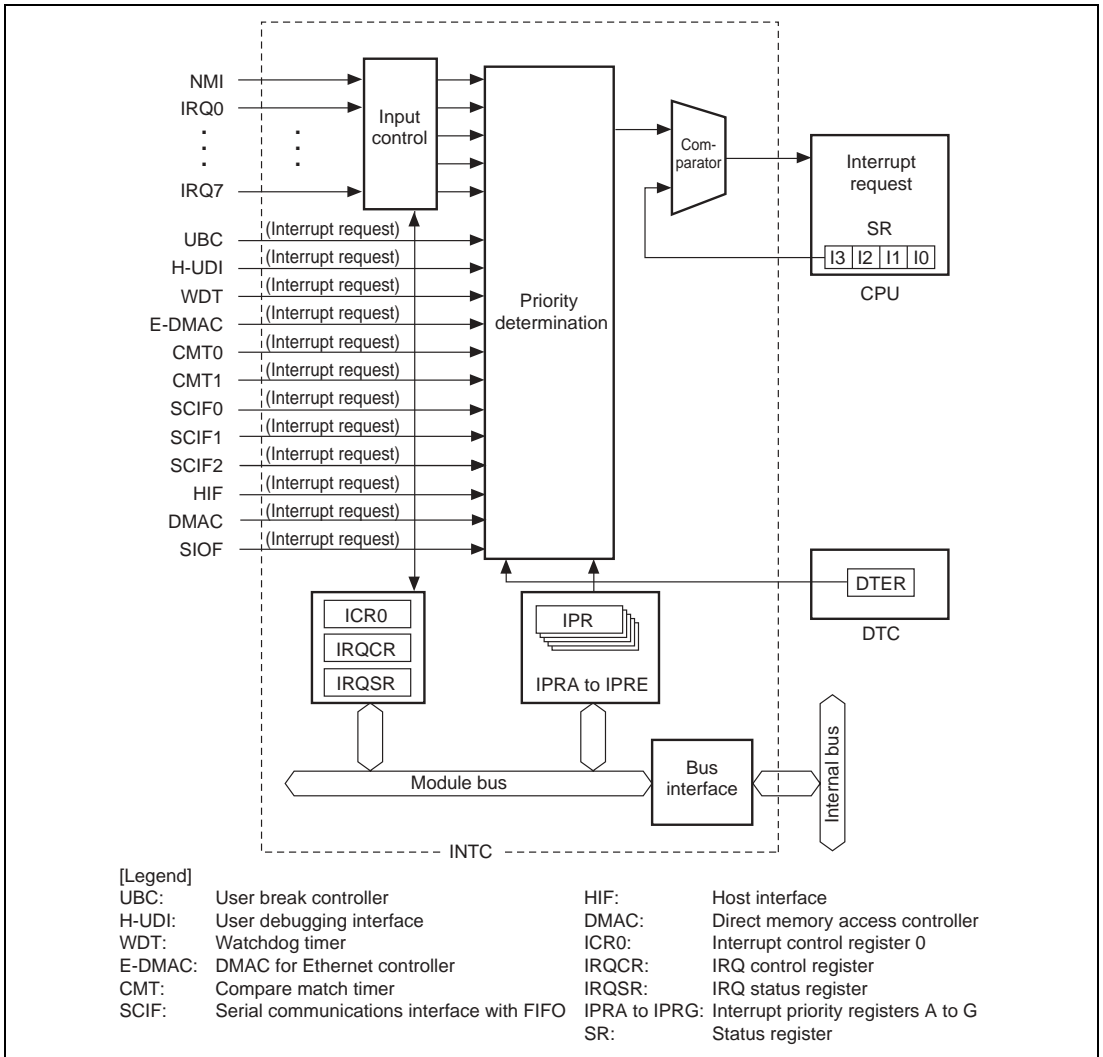 NMI
IRQ0
IRQ7
Input
control
UBC (Interrupt request)
H-UDI (Interrupt request)
WDT (Interrupt request)
E-DMAC (Interrupt request)
CMT0 (Interrupt request)
CMT1 (Interrupt request)
SCIF0 (Interrupt request)
SCIF1 (Interrupt request)
SCIF2 (Interrupt request)
HIF (Interrupt request)
DMAC (Interrupt request)
SIOF (Interrupt request)
Priority
determination
Com-
parator
Interrupt
request
SR
I3 I2 I1 I0
CPU
DTER
DTC
ICR0
IRQCR
IRQSR
IPR
IPRA to IPRE
Module bus
Bus
interface
Internal bus
INTC
[Legend]
UBC: User break controller
H-UDI: User debugging interface
WDT: Watchdog timer
E-DMAC: DMAC for Ethernet controller
CMT: Compare match timer
SCIF: Serial communications interface with FIFO
HIF: Host interface
DMAC: Direct memory access controller
ICR0: Interrupt control register 0
IRQCR: IRQ control register
IRQSR: IRQ status register
IPRA to IPRG: Interrupt priority registers A to G
SR: Status register